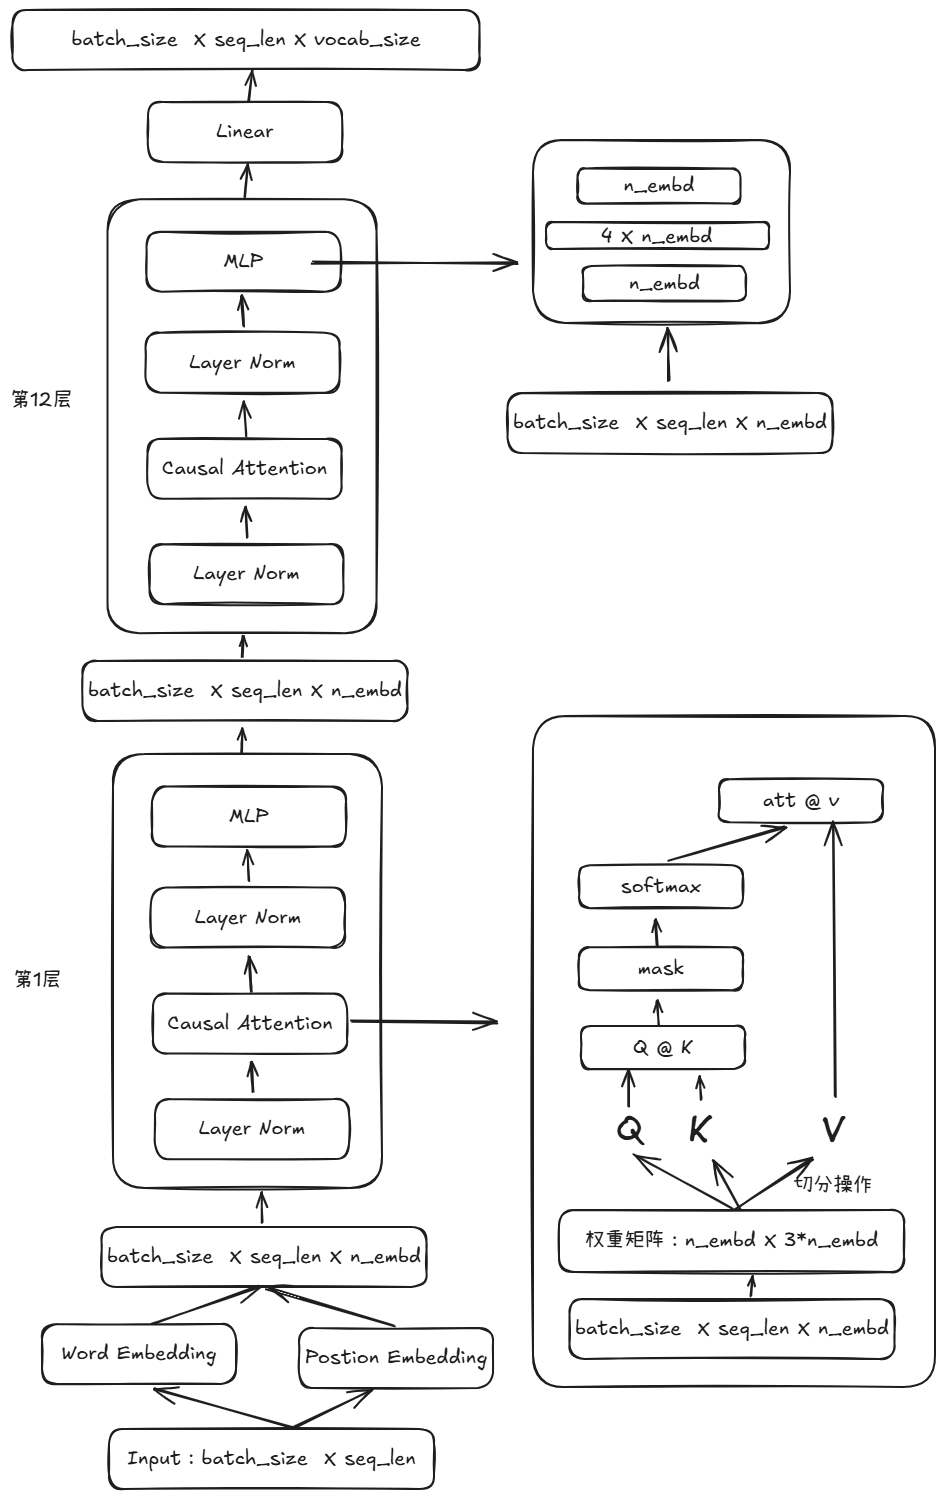 batch_size X seq_len X vocab_size
Linear
MLP
Layer Norm
Causal Attention
Layer Norm
第12层
n_embd
4 X n_embd
n_embd
batch_size X seq_len X n_embd
batch_size X seq_len X n_embd
MLP
Layer Norm
Causal Attention
Layer Norm
第1层
att @ v
softmax
mask
Q @ K
Q
K
V
切分操作
权重矩阵：n_embd X 3*n_embd
batch_size X seq_len X n_embd
batch_size X seq_len X n_embd
Word Embedding
Postion Embedding
Input：batch_size X seq_len